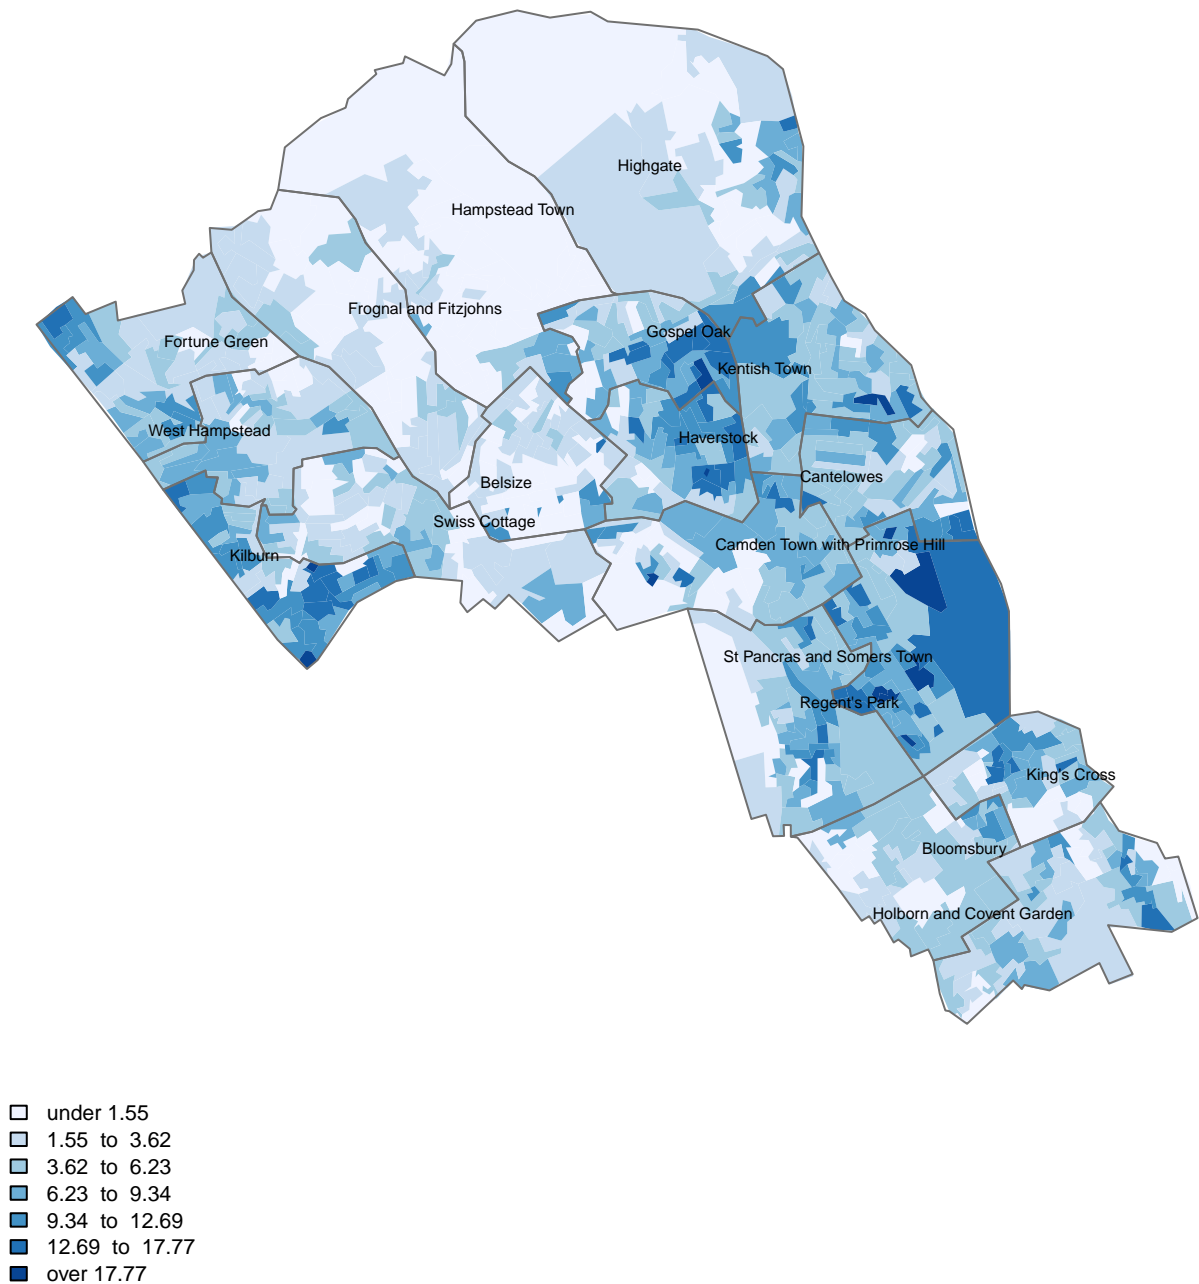 Highgate
Hampstead Town
Frognal and Fitzjohns
Gospel Oak
Fortune Green
Kentish Town
West Hampstead
Haverstock
Cantelowes
Belsize
Swiss Cottage
Camden Town with Primrose Hill
Kilburn
St Pancras and Somers Town
Regent's Park
King's Cross
Bloomsbury
Holborn and Covent Garden
under 1.55
1.55 to 3.62
3.62 to 6.23
6.23 to 9.34
9.34 to 12.69
12.69 to 17.77
over 17.77